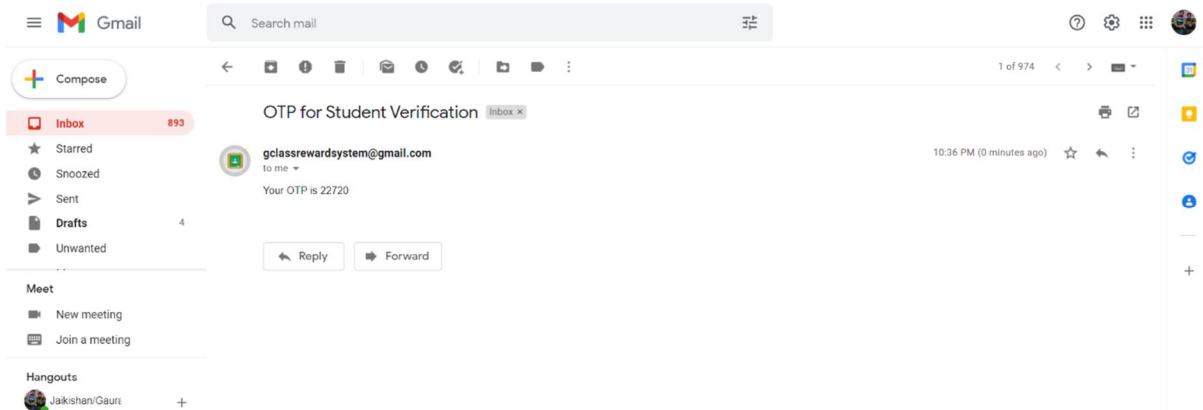 Gmail
Search mail
Compose
1 of 974
Inbox 893
Starred
Snoozed
Sent
Drafts 4
Unwanted
Meet
New meeting
Join a meeting
Hangouts
Jaikishan/Gaura
OTP for Student Verification Inbox ×
gclassrewardsystem@gmail.com 10:36 PM (0 minutes ago)
to me
Your OTP is 22720
Reply Forward